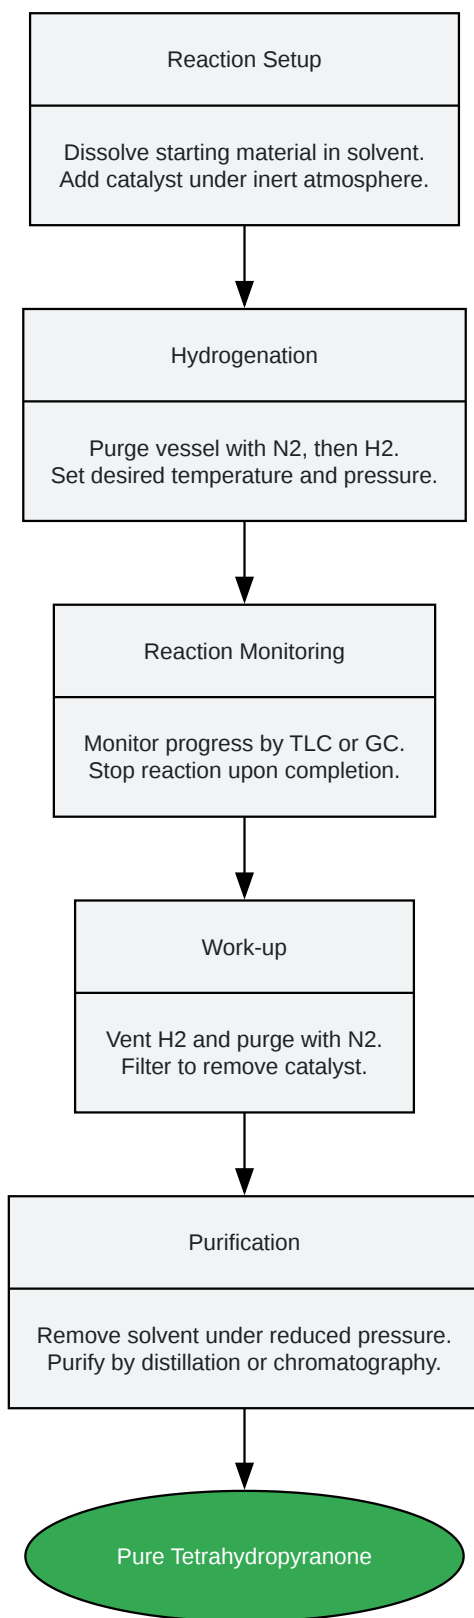 Reaction Setup
Dissolve starting material in solvent.
Add catalyst under inert atmosphere.
Hydrogenation
Purge vessel with N2, then H2.
Set desired temperature and pressure.
Reaction Monitoring
Monitor progress by TLC or GC.
Stop reaction upon completion.
Work-up
Vent H2 and purge with N2.
Filter to remove catalyst.
Purification
Remove solvent under reduced pressure.
Purify by distillation or chromatography.
Pure Tetrahydropyranone